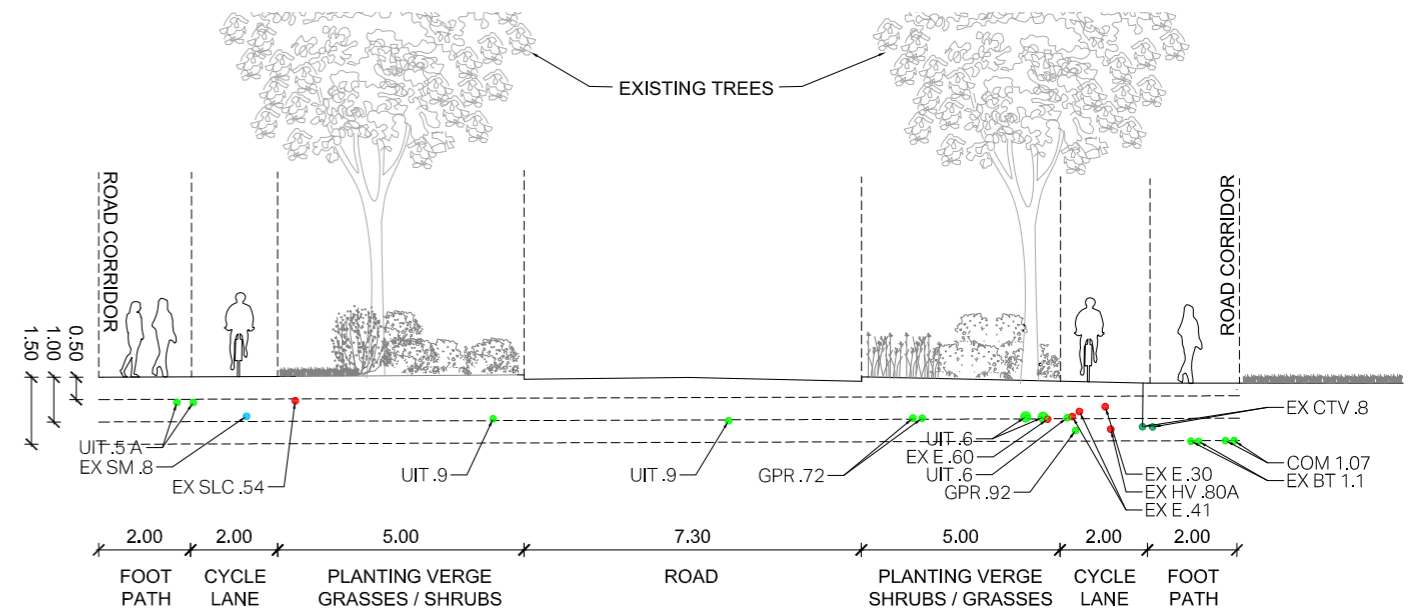 EXISTING TREES
ROAD CORRIDOR
ROAD CORRIDOR
0.50
1.00
1.50
UIT .5 A
EX SM .8
EX SLC .54
UIT .9
UIT .9
GPR .72
UIT .6
EX E .60
UIT .6
GPR .92
EX E .30
EX HV .80A
EX E .41
EX CTV .8
COM 1.07
EX BT 1.1
2.00 2.00 5.00 7.30 5.00 2.00 2.00
FOOT PATH
CYCLE LANE
PLANTING VERGE
GRASSES / SHRUBS
ROAD
PLANTING VERGE
SHRUBS / GRASSES
CYCLE LANE
FOOT PATH